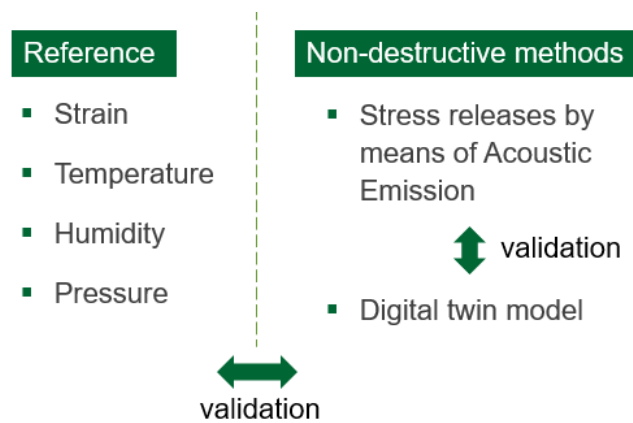 Reference
Strain
Temperature
Humidity
Pressure
Non-destructive methods
Stress releases by
means of Acoustic
Emission
validation
Digital twin model
validation